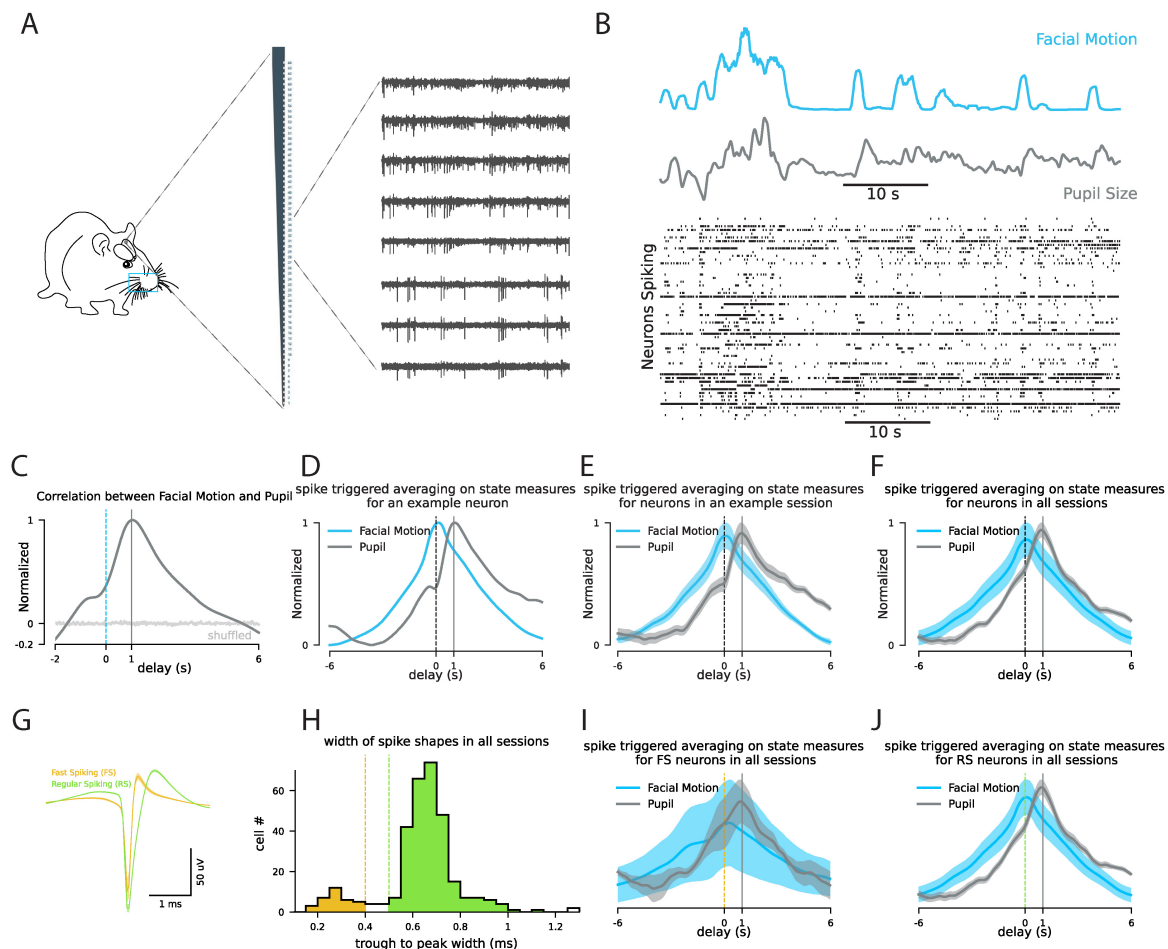 A
B
Facial Motion
10 s
Pupil Size
Neurons Spiking
10 s
C
Correlation between Facial Motion and Pupil
Normalized
1
0
-0.2
shuffled
-2
0
1
6
delay (s)
D
spike triggered averaging on state measures
for an example neuron
Facial Motion
Pupil
Normalized
1
0
-6
0
1
6
delay (s)
E
spike triggered averaging on state measures
for neurons in an example session
Facial Motion
Pupil
Normalized
1
0
-6
0
1
6
delay (s)
F
spike triggered averaging on state measures
for neurons in all sessions
Facial Motion
Pupil
Normalized
1
0
-6
0
1
6
delay (s)
G
Fast Spiking (FS)
Regular Spiking (RS)
50 uV
1 ms
H
width of spike shapes in all sessions
cell #
60
40
20
0
0.2
0.4
0.6
0.8
1.0
1.2
trough to peak width (ms)
I
spike triggered averaging on state measures
for FS neurons in all sessions
Facial Motion
Pupil
Normalized
1
0
-6
0
1
6
delay (s)
J
spike triggered averaging on state measures
for RS neurons in all sessions
Facial Motion
Pupil
Normalized
1
0
-6
0
1
6
delay (s)